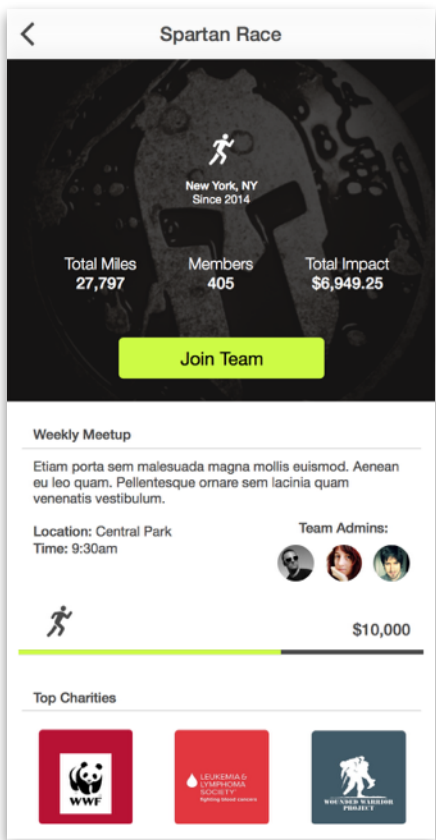 Spartan Race
New York, NY
Since 2014
Total Miles
27,797
Members
405
Total Impact
$6,949.25
Join Team
Weekly Meetup
Etiam porta sem malesuada magna mollis euismod. Aenean
eu leo quam. Pellentesque ornare sem lacinia quam
venenatis vestibulum.
Location: Central Park
Time: 9:30am
Team Admins:
$10,000
Top Charities
WWF
LEUKEMIA &
LYMPHOMA
SOCIETY
fighting blood cancers
WOUNDED WARRIOR
PROJECT